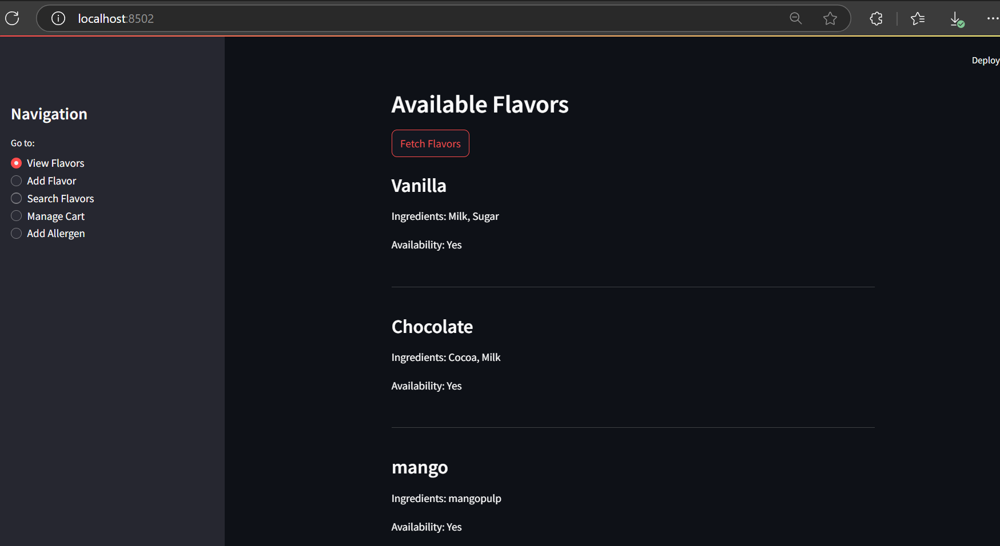 localhost:8502
Deploy
Navigation
Go to:
View Flavors
Add Flavor
Search Flavors
Manage Cart
Add Allergen
Available Flavors
Fetch Flavors
Vanilla
Ingredients: Milk, Sugar
Availability: Yes
Chocolate
Ingredients: Cocoa, Milk
Availability: Yes
mango
Ingredients: mangopulp
Availability: Yes